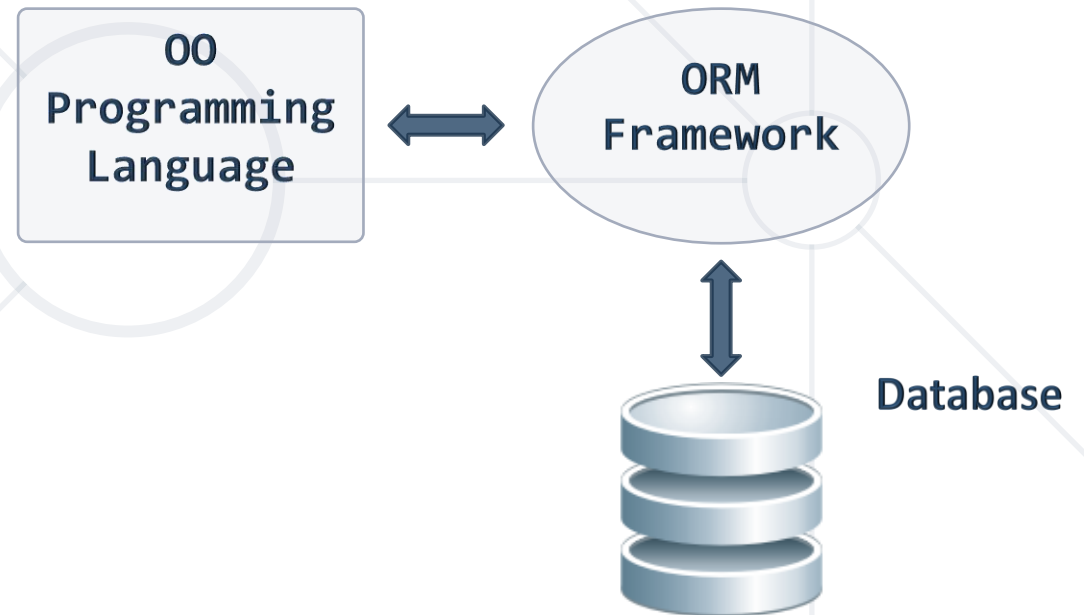 OO
Programming
Language
ORM
Framework
Database